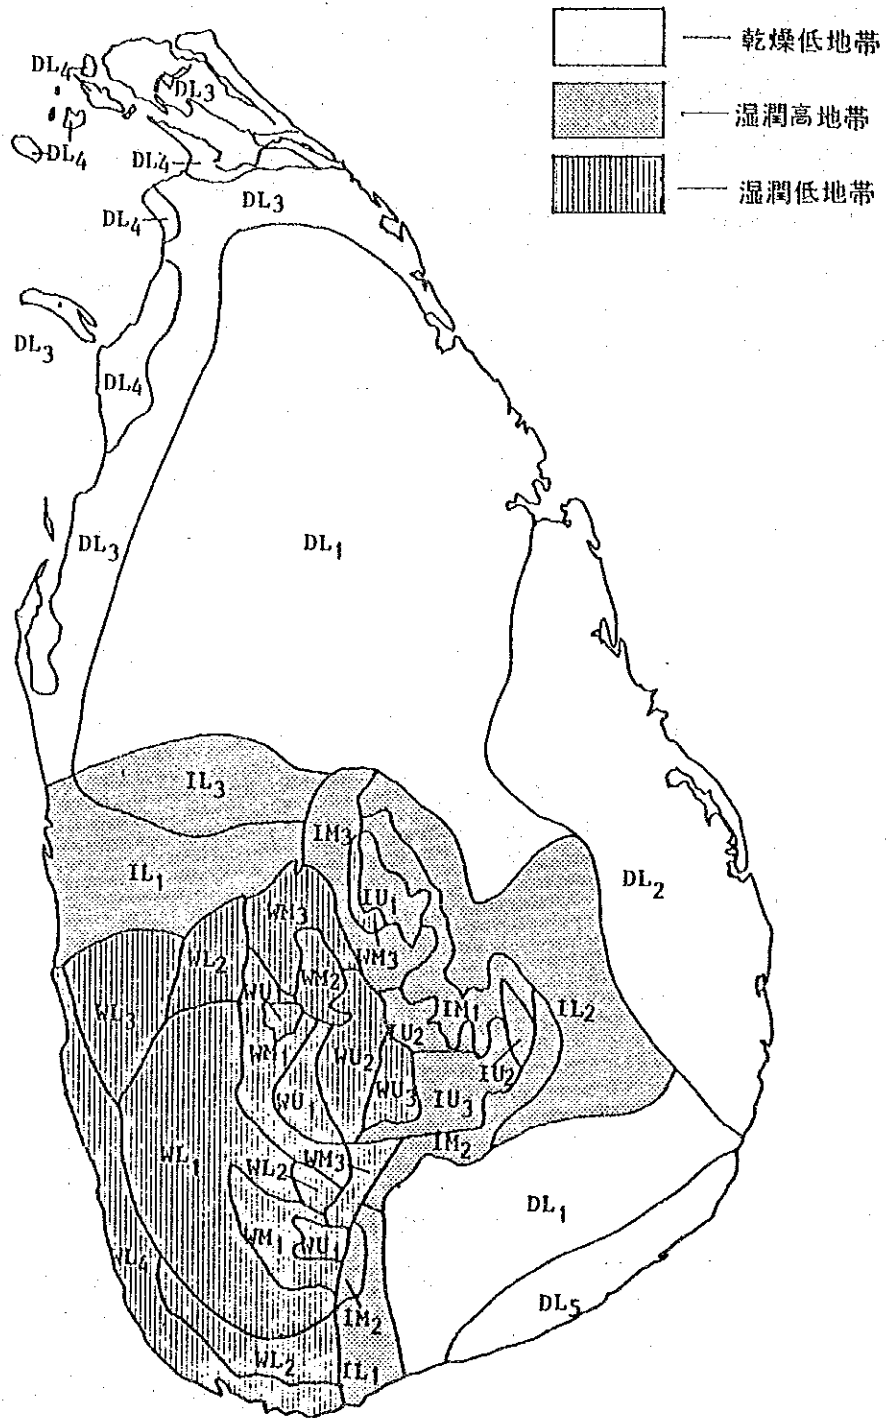 乾燥低地帯
湿潤高地帯
湿潤低地帯
DL4
DL3
DL4
DL4
DL3
DL4
DL3
DL4
DL3
DL1
IL3
IM3
IL1
IU1
DL2
WM3
WL2
WM2
WM3
WU1
WL3
IM1
IL2
IU2
WM1
WU2
IU2
WU3
WU1
IU3
IM2
WL1
WL2
WM3
DL1
WM1
WU1
WL4
DL5
IM2
WL2
IL1